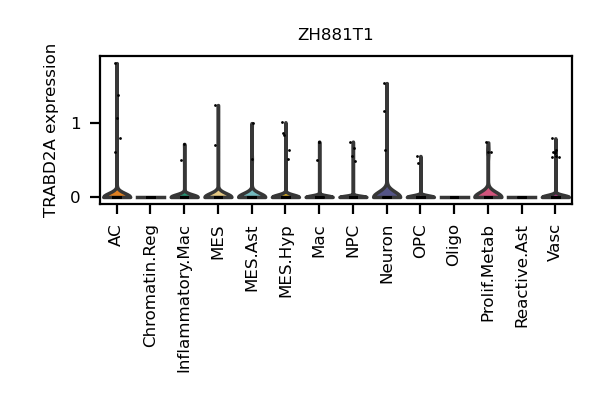 ZH881T1
TRABD2A expression
1
0
AC
Chromatin.Reg
Inflammatory.Mac
MES
MES.Ast
MES.Hyp
Mac
NPC
Neuron
OPC
Oligo
Prolif.Metab
Reactive.Ast
Vasc